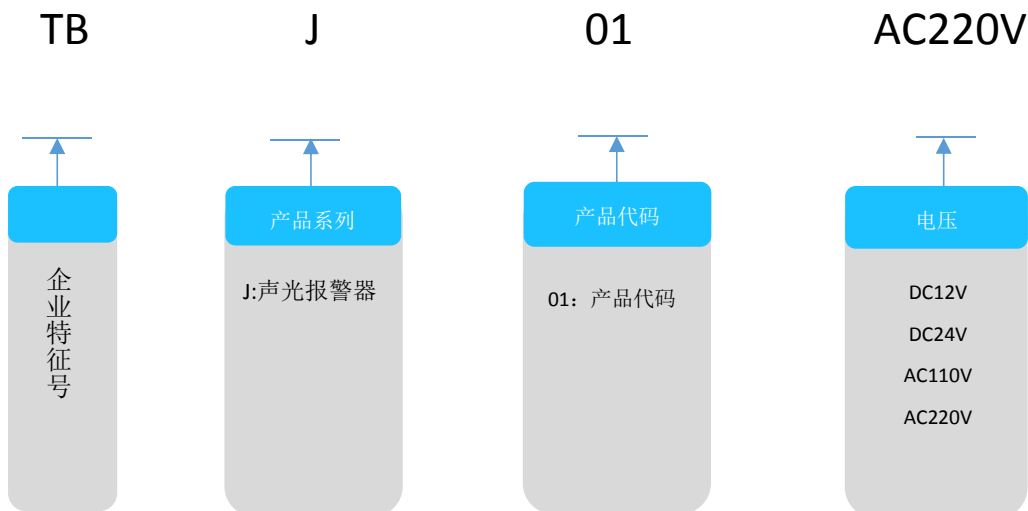 TB J 01 AC220V
产品系列 产品代码 电压
企业特征号
J:声光报警器
01：产品代码
DC12V
DC24V
AC110V
AC220V